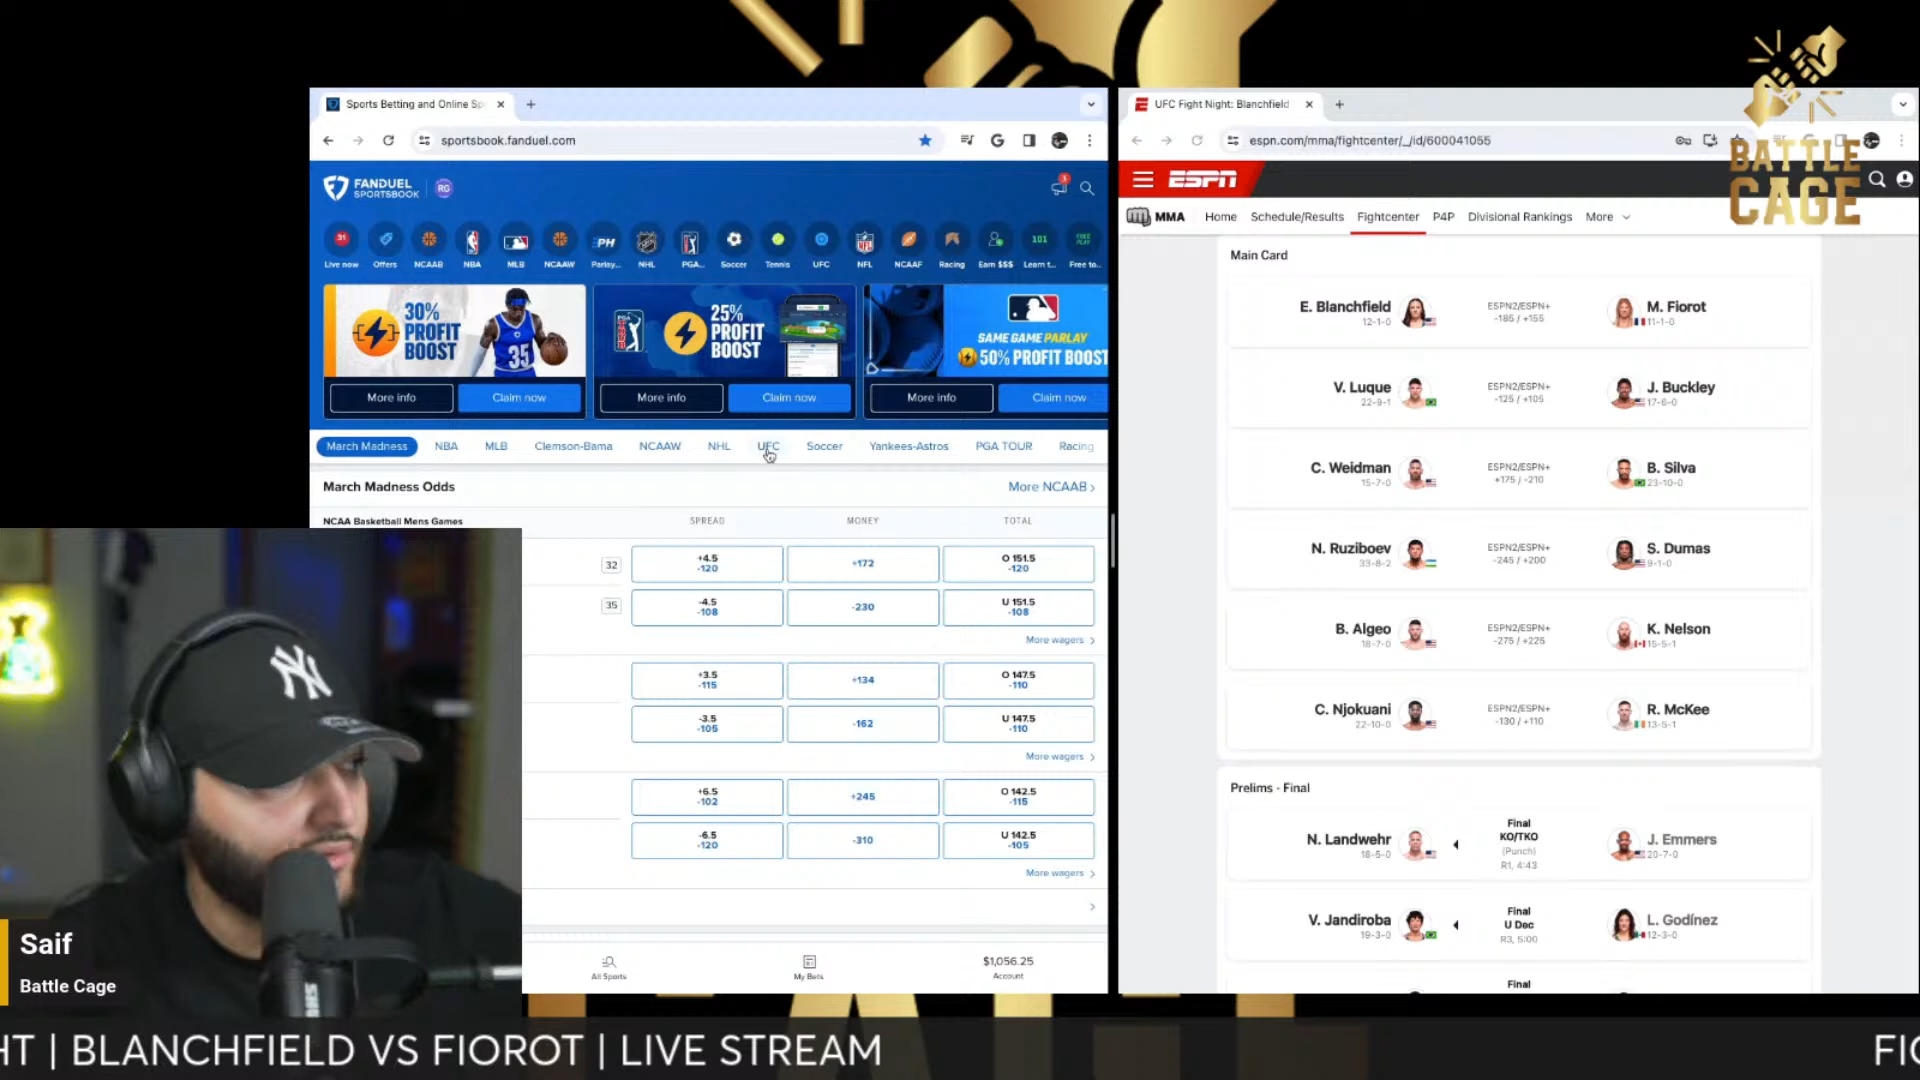 Sports Betting and Online Sp
sportsbook.fanduel.com
FANDUEL
SPORTSBOOK
RG
3
31
101
FREE PLAY
PH
Live now
Offers
NCAAB
NBA
MLB
NCAAW
Parlay...
NHL
PGA...
Soccer
Tennis
UFC
NFL
NCAAF
Racing
Earn $$$
Learn t...
Free to...
30%
PROFIT
BOOST
35
More info
Claim now
PGA TOUR
25%
PROFIT
BOOST
More info
Claim now
SAME GAME PARLAY
50% PROFIT BOOST
More info
Claim now
March Madness
NBA
MLB
Clemson-Bama
NCAAW
NHL
UFC
Soccer
Yankees-Astros
PGA TOUR
Racing
March Madness Odds
More NCAAB >
NCAA Basketball Mens Games
SPREAD
MONEY
TOTAL
32
+4.5
-120
+172
O 151.5
-120
35
-4.5
-108
-230
U 151.5
-108
More wagers >
+3.5
-115
+134
O 147.5
-110
-3.5
-105
-162
U 147.5
-110
More wagers >
+6.5
-102
+245
O 142.5
-115
-6.5
-120
-310
U 142.5
-105
More wagers >
All Sports
My Bets
$1,056.25
Account
UFC Fight Night: Blanchfield
espn.com/mma/fightcenter/_/id/600041055
ESPN
MMA
Home
Schedule/Results
Fightcenter
P4P
Divisional Rankings
More
BATTLE
CAGE
Main Card
E. Blanchfield
12-1-0
ESPN2/ESPN+
-185 / +155
M. Fiorot
11-1-0
V. Luque
22-9-1
ESPN2/ESPN+
-125 / +105
J. Buckley
17-6-0
C. Weidman
15-7-0
ESPN2/ESPN+
+175 / -210
B. Silva
23-10-0
N. Ruziboev
33-8-2
ESPN2/ESPN+
-245 / +200
S. Dumas
9-1-0
B. Algeo
18-7-0
ESPN2/ESPN+
-275 / +225
K. Nelson
15-5-1
C. Njokuani
22-10-0
ESPN2/ESPN+
-130 / +110
R. McKee
13-5-1
Prelims - Final
N. Landwehr
18-5-0
Final
KO/TKO
(Punch)
R1, 4:43
J. Emmers
20-7-0
V. Jandiroba
19-3-0
Final
U Dec
R3, 5:00
L. Godínez
12-3-0
Final
NY
Saif
Battle Cage
HT | BLANCHFIELD VS FIOROT | LIVE STREAM
FIG